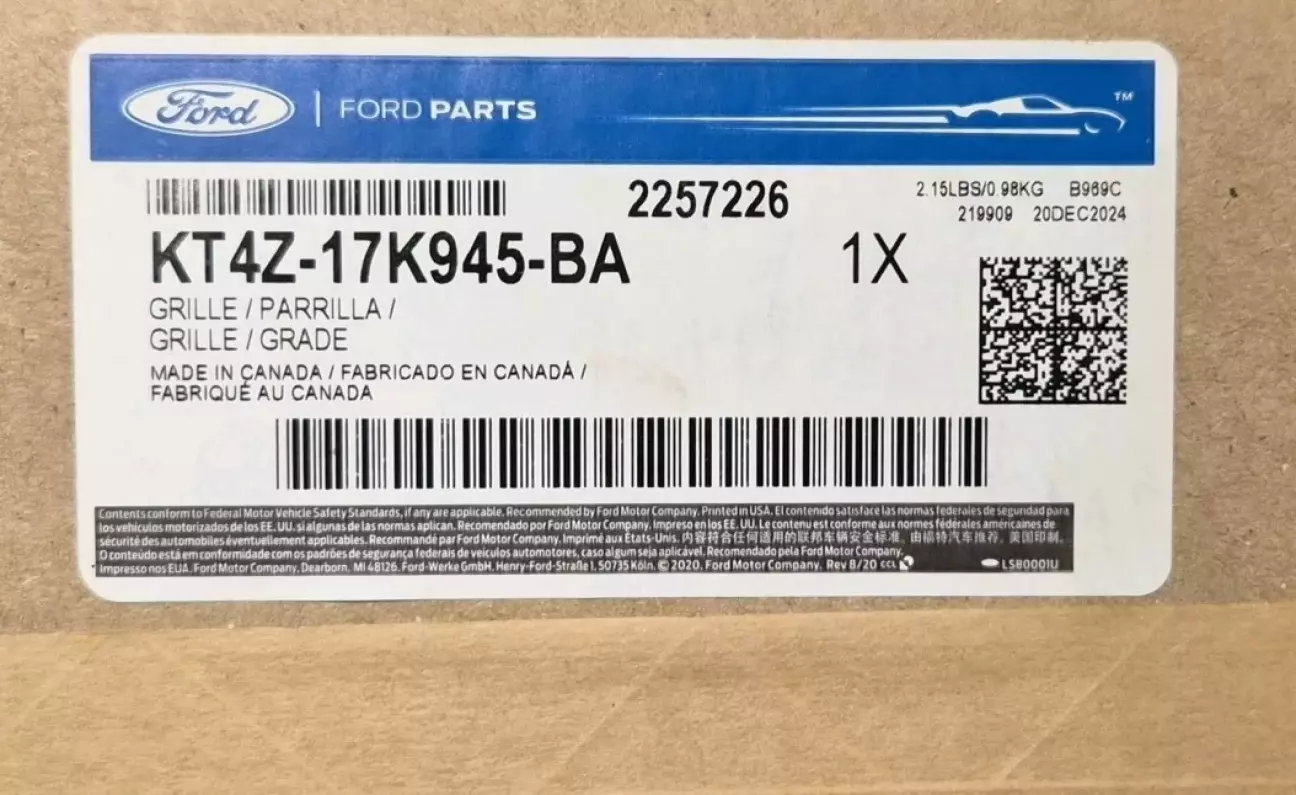 Ford | FORD PARTS ™
2257226
2.15LBS/0.98KG B969C
219909 20DEC2024
KT4Z-17K945-BA 1X
GRILLE / PARRILLA /
GRILLE / GRADE
MADE IN CANADA / FABRICADO EN CANADÁ /
FABRIQUÉ AU CANADA
Contents conform to Federal Motor Vehicle Safety Standards, if any are applicable. Recommended by Ford Motor Company. Printed in USA. El contenido satisface las normas federales de seguridad para
los vehículos motorizados de los EE. UU. si algunas de las normas aplican. Recomendado por Ford Motor Company. Impreso en los EE. UU. Le contenu est conforme aux normes fédérales américaines de
sécurité des automobiles éventuellement applicables. Recommandé par Ford Motor Company. Imprimé aux États-Unis. 内容符合任何适用的联邦车辆安全标准。由福特汽车推荐。美国印制。
O conteúdo está em conformidade com os padrões de segurança federais de veículos automotores, caso algum seja aplicável. Recomendado pela Ford Motor Company.
Impresso nos EUA. Ford Motor Company, Dearborn, MI 48126. Ford-Werke GmbH, Henry-Ford-Straße 1, 50735 Köln. © 2020, Ford Motor Company. Rev 8/20 CCL LSB0001U